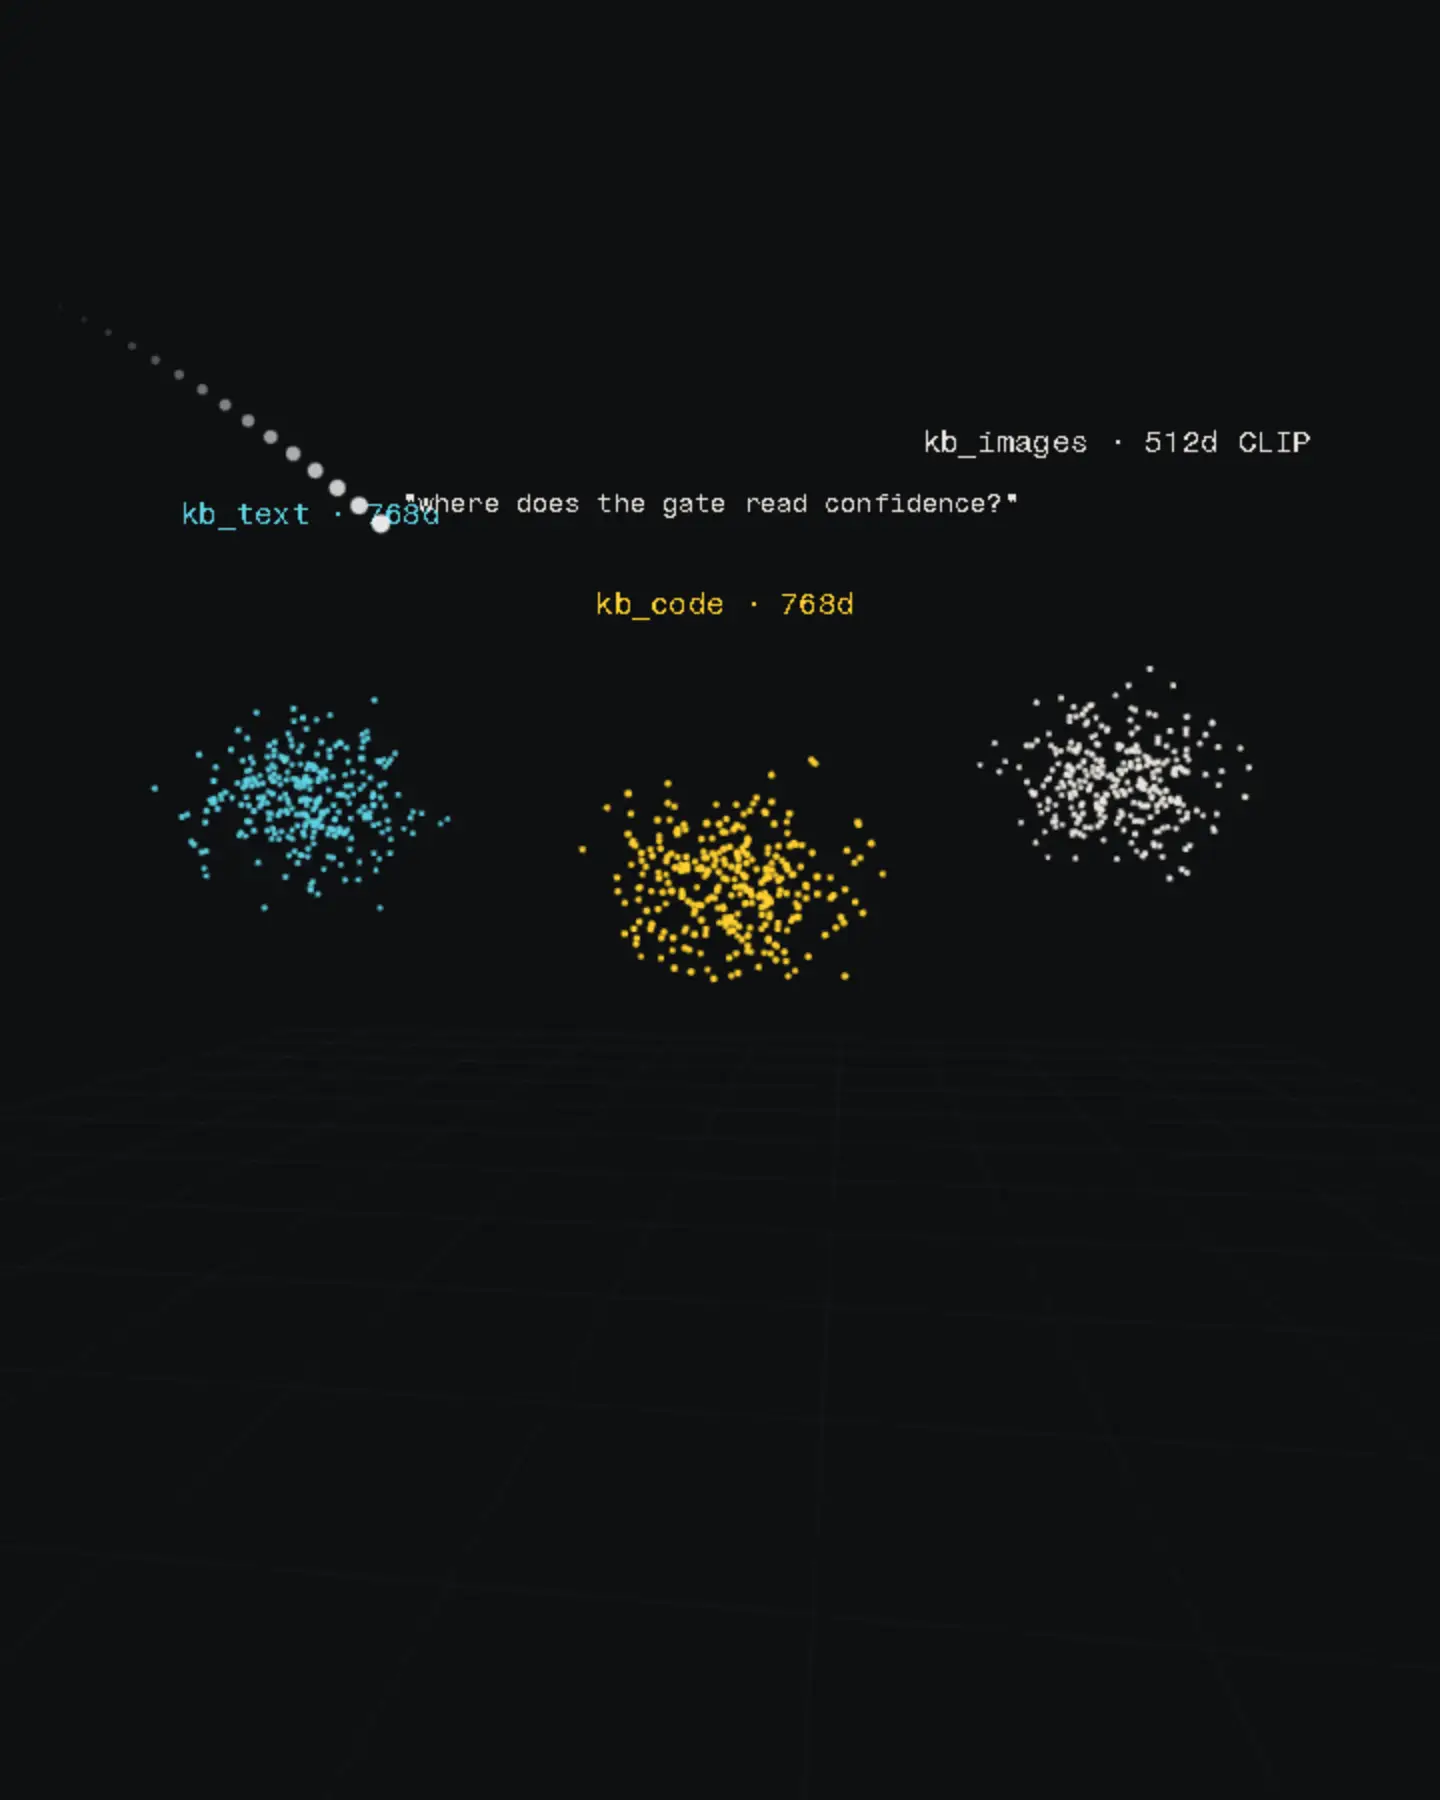 kb_images · 512d CLIP
"where does the gate read confidence?"
kb_text · 768d
kb_code · 768d